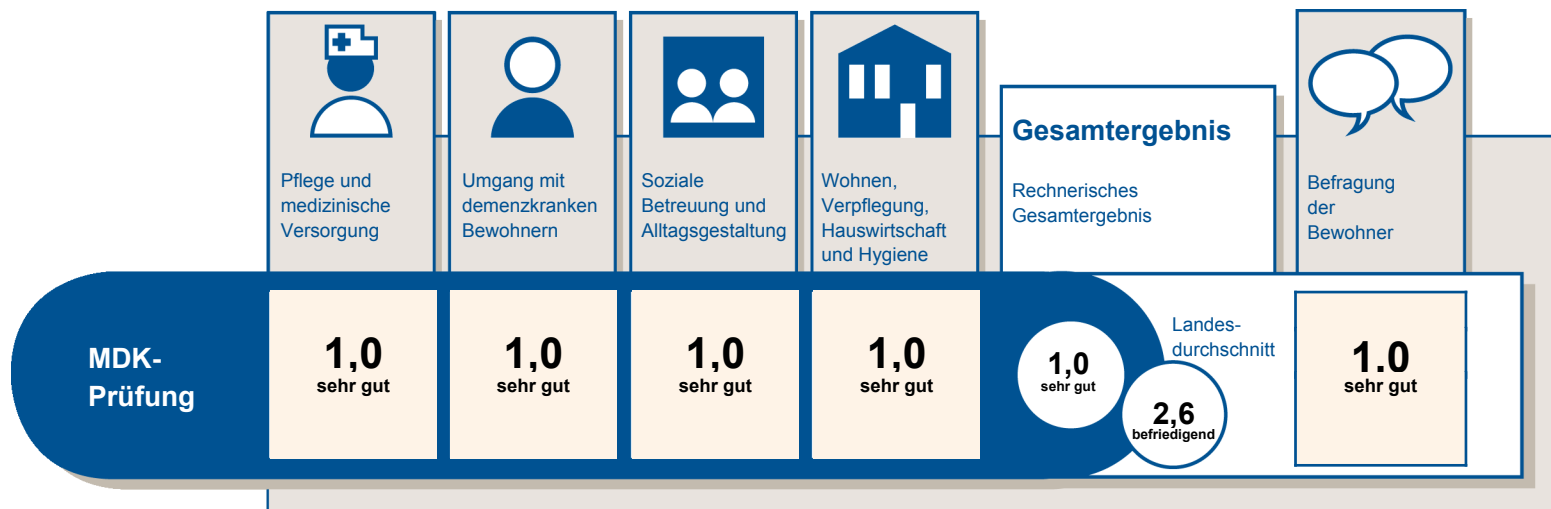 Pflege und
medizinische
Versorgung
Umgang mit
demenzkranken
Bewohnern
Soziale
Betreuung und
Alltagsgestaltung
Wohnen,
Verpflegung,
Hauswirtschaft
und Hygiene
Gesamtergebnis
Rechnerisches
Gesamtergebnis
Befragung
der
Bewohner
MDK-
Prüfung
1,0
sehr gut
1,0
sehr gut
1,0
sehr gut
1,0
sehr gut
1,0
sehr gut
Landes-
durchschnitt
2,6
befriedigend
1.0
sehr gut